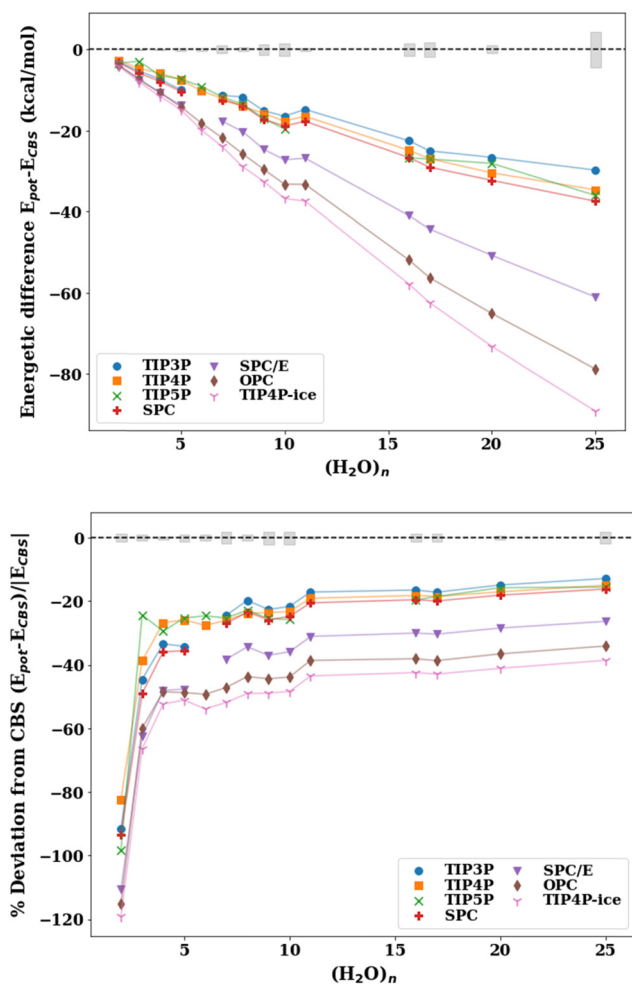 Energetic difference E_pot-E_CBS (kcal/mol)
0
−20
−40
−60
−80
TIP3P
TIP4P
TIP5P
SPC
SPC/E
OPC
TIP4P-ice
5
10
15
20
25
(H₂O)ₙ
% Deviation from CBS (E_pot-E_CBS)/|E_CBS|
0
−20
−40
−60
−80
−100
−120
TIP3P
TIP4P
TIP5P
SPC
SPC/E
OPC
TIP4P-ice
5
10
15
20
25
(H₂O)ₙ